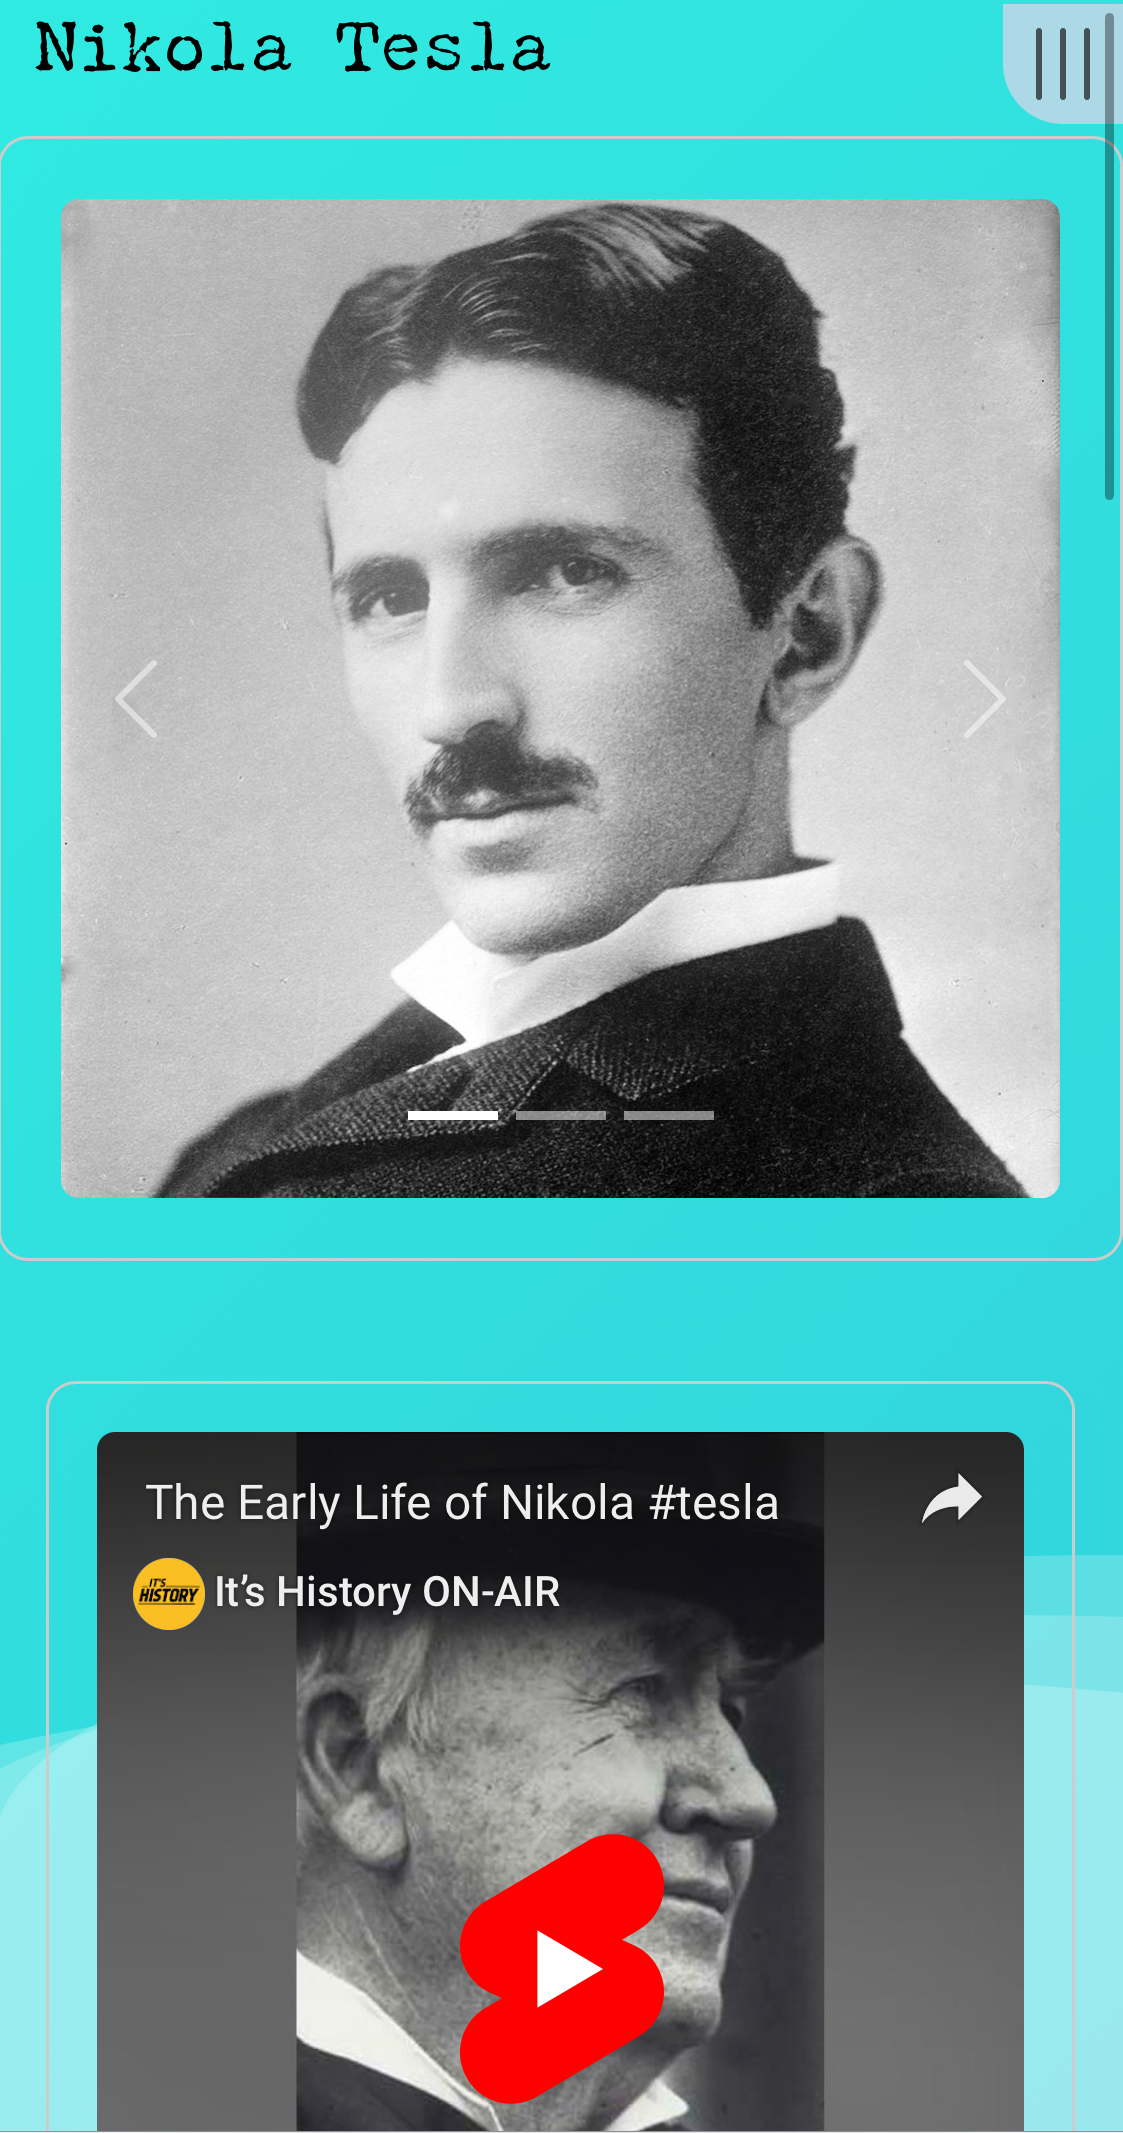 Nikola Tesla
The Early Life of Nikola #tesla
IT'S
HISTORY
It’s History ON-AIR